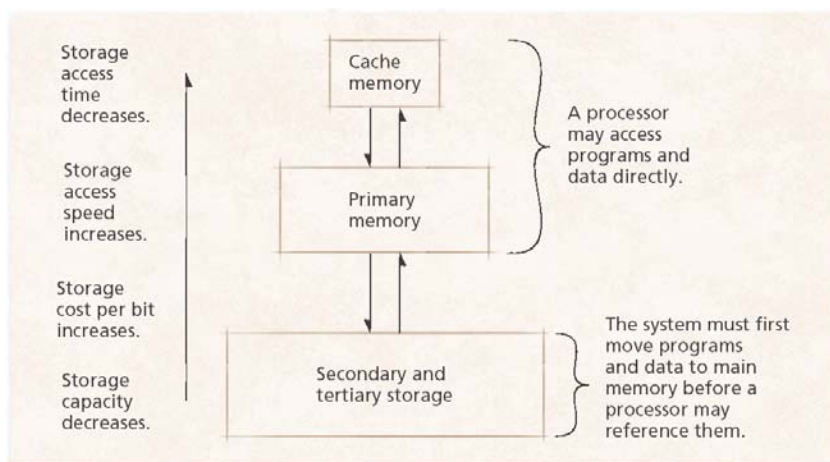 Storage
access
time
decreases.
Storage
access
speed
increases.
Storage
cost per bit
increases.
Storage
capacity
decreases.
Cache
memory
Primary
memory
Secondary and
tertiary storage
A processor
may access
programs and
data directly.
The system must first
move programs
and data to main
memory before a
processor may
reference them.